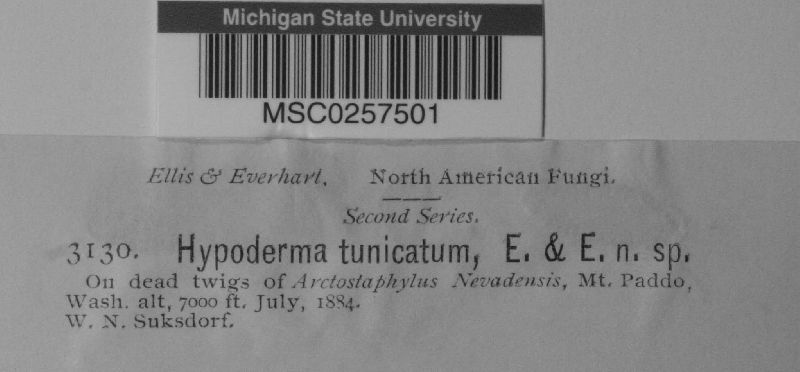 Michigan State University
MSC0257501
Ellis & Everhart, North American Fungi.
Second Series.
3130. Hypoderma tunicatum, E. & E. n. sp.
On dead twigs of Arctostaphylus Nevadensis, Mt. Paddo,
Wash. alt, 7000 ft. July, 1884.
W. N. Suksdorf.